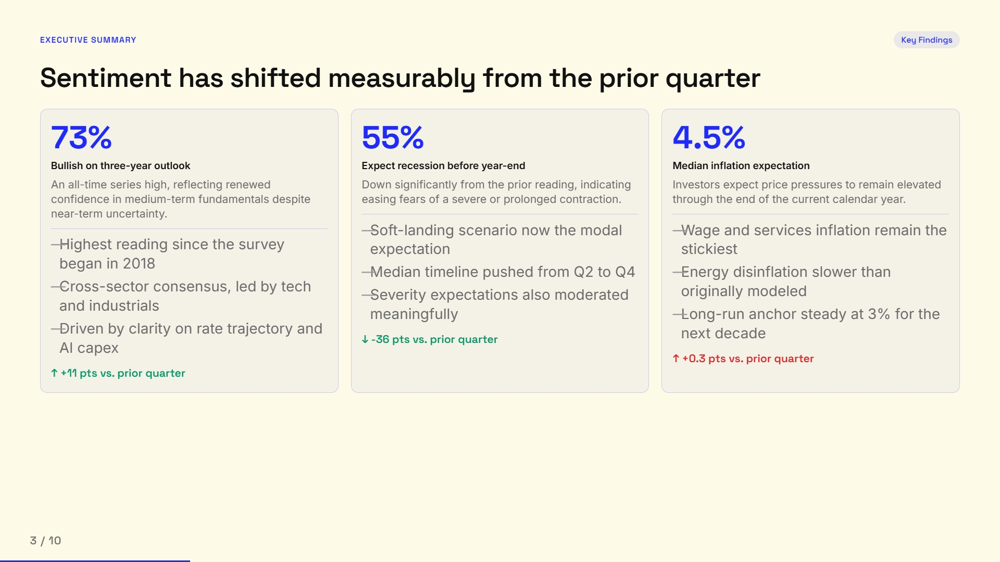 EXECUTIVE SUMMARY
Key Findings
Sentiment has shifted measurably from the prior quarter
73%
Bullish on three-year outlook
An all-time series high, reflecting renewed
confidence in medium-term fundamentals despite
near-term uncertainty.
—Highest reading since the survey
began in 2018
—Cross-sector consensus, led by tech
and industrials
—Driven by clarity on rate trajectory and
AI capex
↑ +11 pts vs. prior quarter
55%
Expect recession before year-end
Down significantly from the prior reading, indicating
easing fears of a severe or prolonged contraction.
—Soft-landing scenario now the modal
expectation
—Median timeline pushed from Q2 to Q4
—Severity expectations also moderated
meaningfully
↓ -36 pts vs. prior quarter
4.5%
Median inflation expectation
Investors expect price pressures to remain elevated
through the end of the current calendar year.
—Wage and services inflation remain the
stickiest
—Energy disinflation slower than
originally modeled
—Long-run anchor steady at 3% for the
next decade
↑ +0.3 pts vs. prior quarter
3 / 10